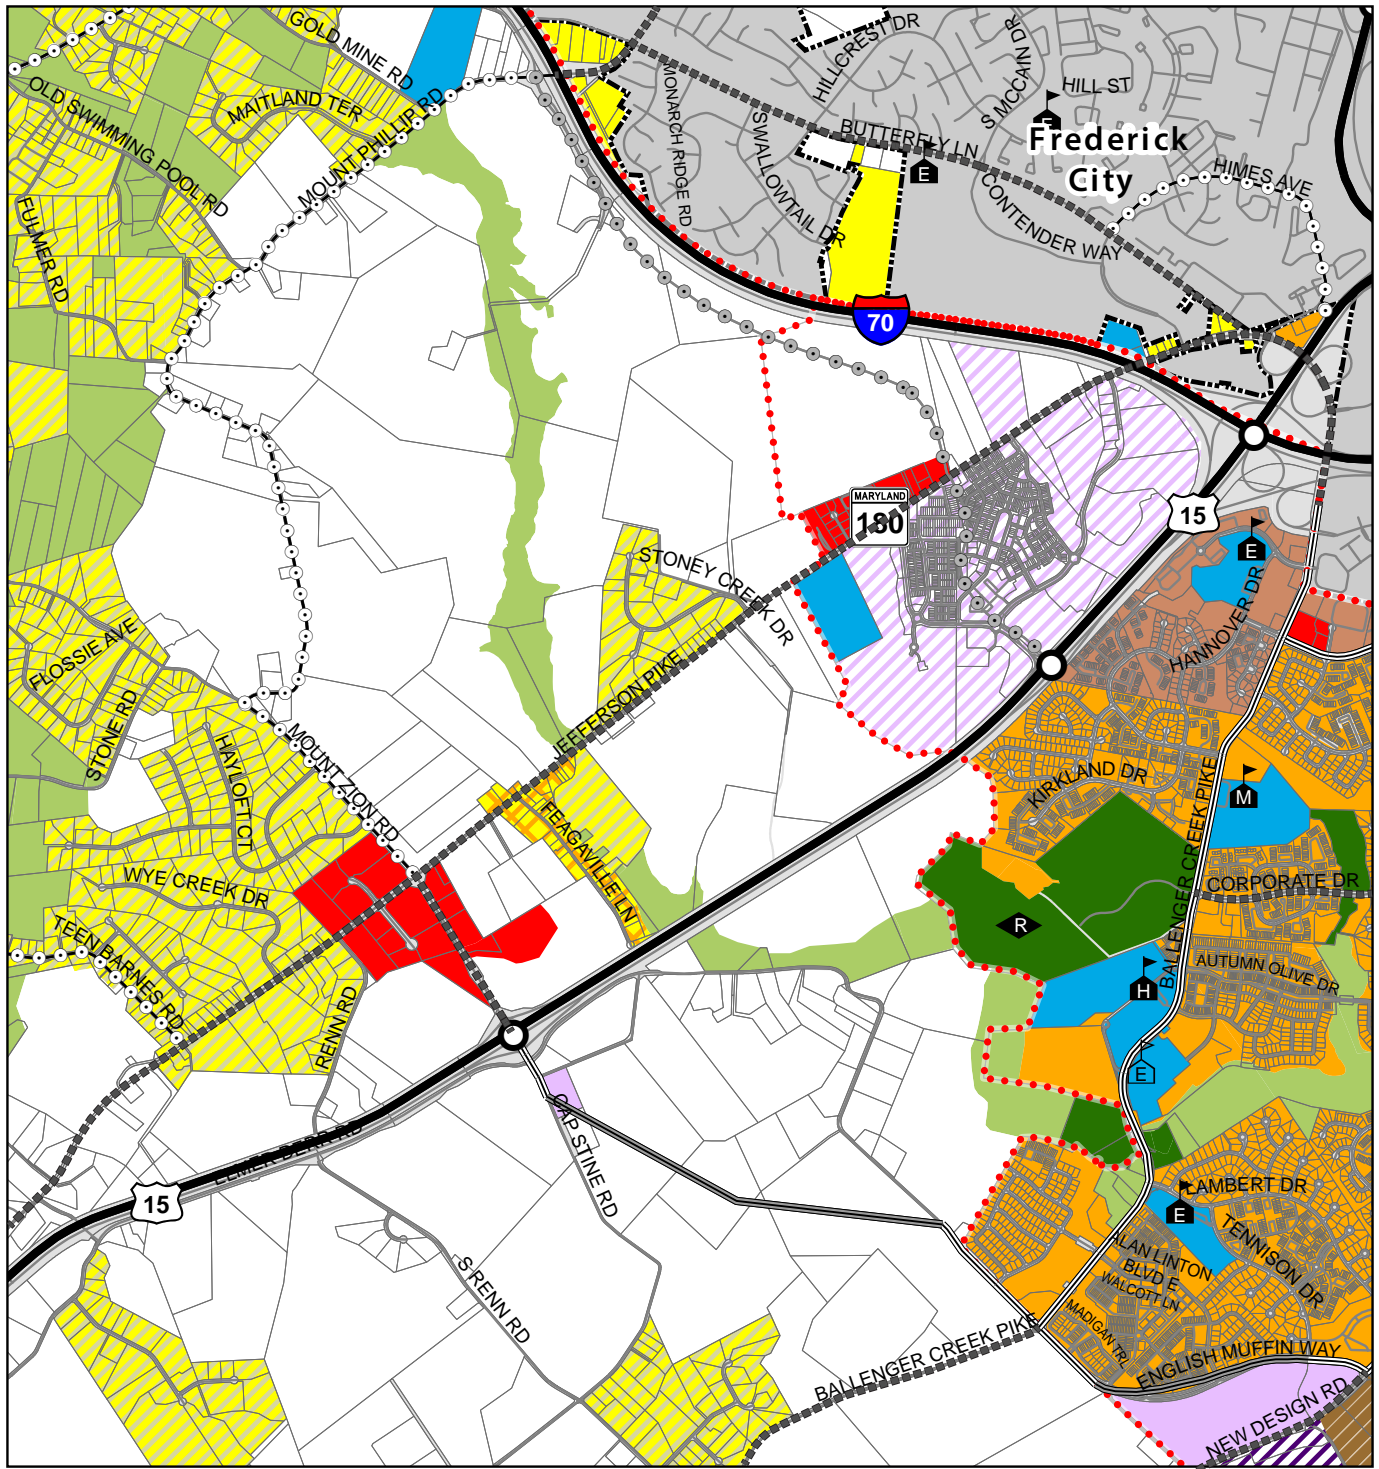 GOLD MINE RD
HILLCREST DR
S MCCAIN DR
HILL ST
OLD SWIMMING POOL RD
MAITLAND TER
MOUNT PHILLIP RD
MONARCH RIDGE RD
SWALLOWTAIL DR
BUTTERFLY LN
E
Frederick
City
HIMES AVE
CONTENDER WAY
FULMER RD
70
MARYLAND
180
15
E
STONEY CREEK DR
HANNOVER DR
FLOSSIE AVE
STONE RD
JEFFERSON PIKE
HAYLOFT CT
MOUNT ZION RD
KIRKLAND DR
M
BALLENGER CREEK PIKE
FEAGAVILLE LN
WYE CREEK DR
CORPORATE DR
R
TEEN BARNES RD
AUTUMN OLIVE DR
H
RENN RD
E
CAP STINE RD
ELMER DERR RD
15
LAMBERT DR
E
TENNISON DR
ALAN LINTON
BLVD E
WALCOTT LN
S RENN RD
MADIGAN TRL
BALLENGER CREEK PIKE
ENGLISH MUFFIN WAY
NEW DESIGN RD